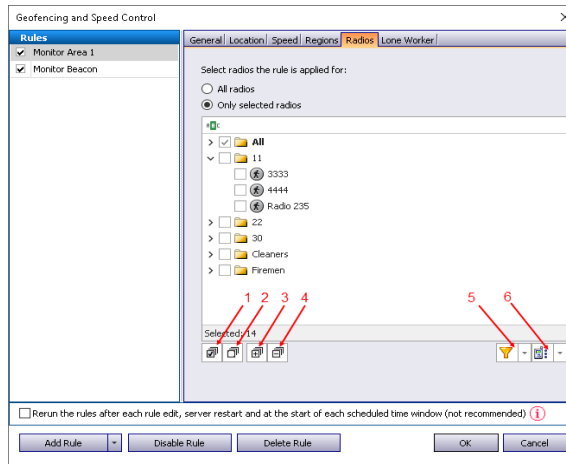 Geofencing and Speed Control
Rules
Monitor Area 1
Monitor Beacon
General Location Speed Regions Radios Lone Worker
Select radios the rule is applied for:
All radios
Only selected radios
All
11
3333
4444
Radio 235
22
30
Cleaners
Firemen
1 2 3 4 5 6
Selected: 14
Rerun the rules after each rule edit, server restart and at the start of each scheduled time window (not recommended)
Add Rule Disable Rule Delete Rule OK Cancel